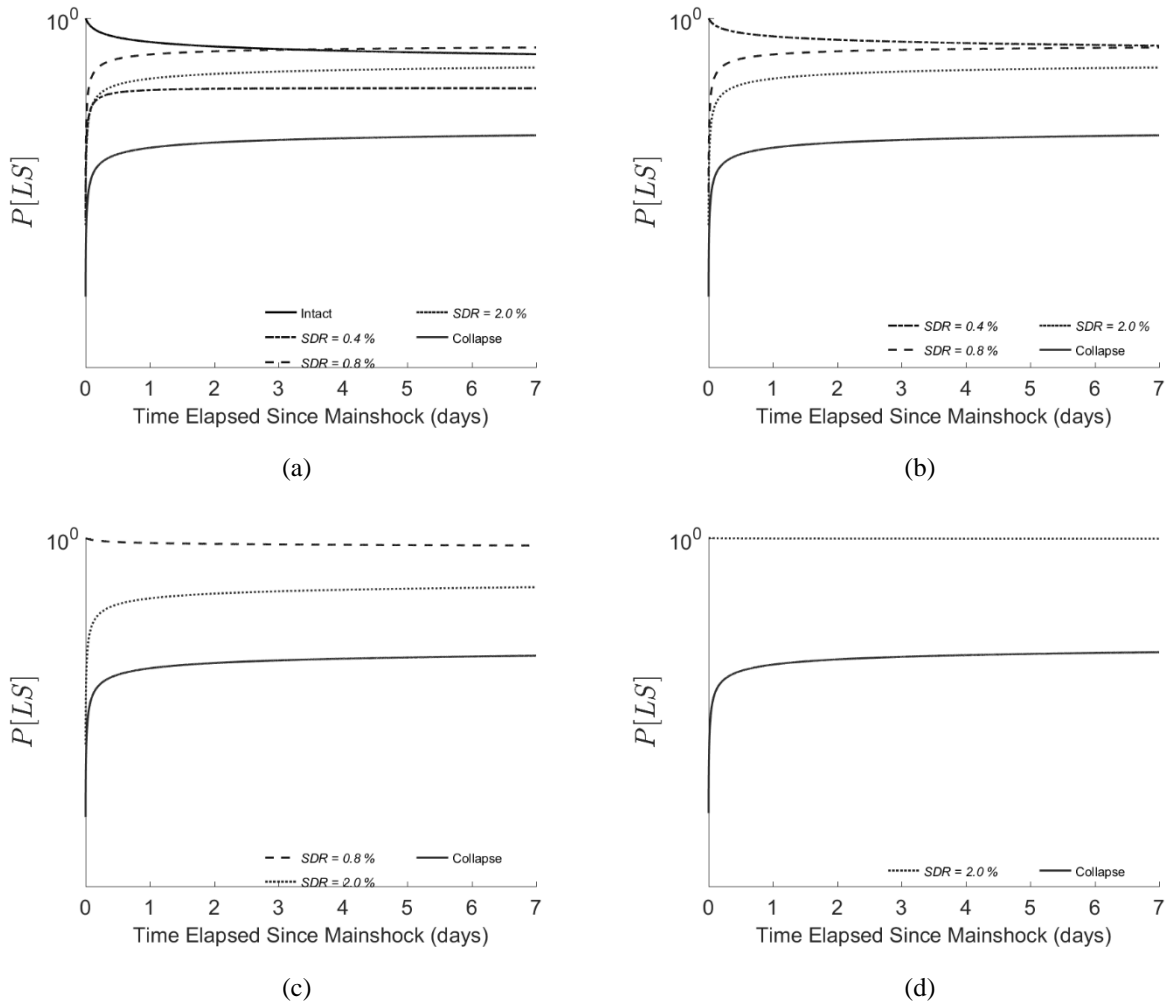 10^0
P[LS]
Intact
SDR = 0.4 %
SDR = 0.8 %
SDR = 2.0 %
Collapse
0 1 2 3 4 5 6 7
Time Elapsed Since Mainshock (days)
(a)
10^0
P[LS]
SDR = 0.4 %
SDR = 0.8 %
SDR = 2.0 %
Collapse
0 1 2 3 4 5 6 7
Time Elapsed Since Mainshock (days)
(b)
10^0
P[LS]
SDR = 0.8 %
SDR = 2.0 %
Collapse
0 1 2 3 4 5 6 7
Time Elapsed Since Mainshock (days)
(c)
10^0
P[LS]
SDR = 2.0 %
Collapse
0 1 2 3 4 5 6 7
Time Elapsed Since Mainshock (days)
(d)